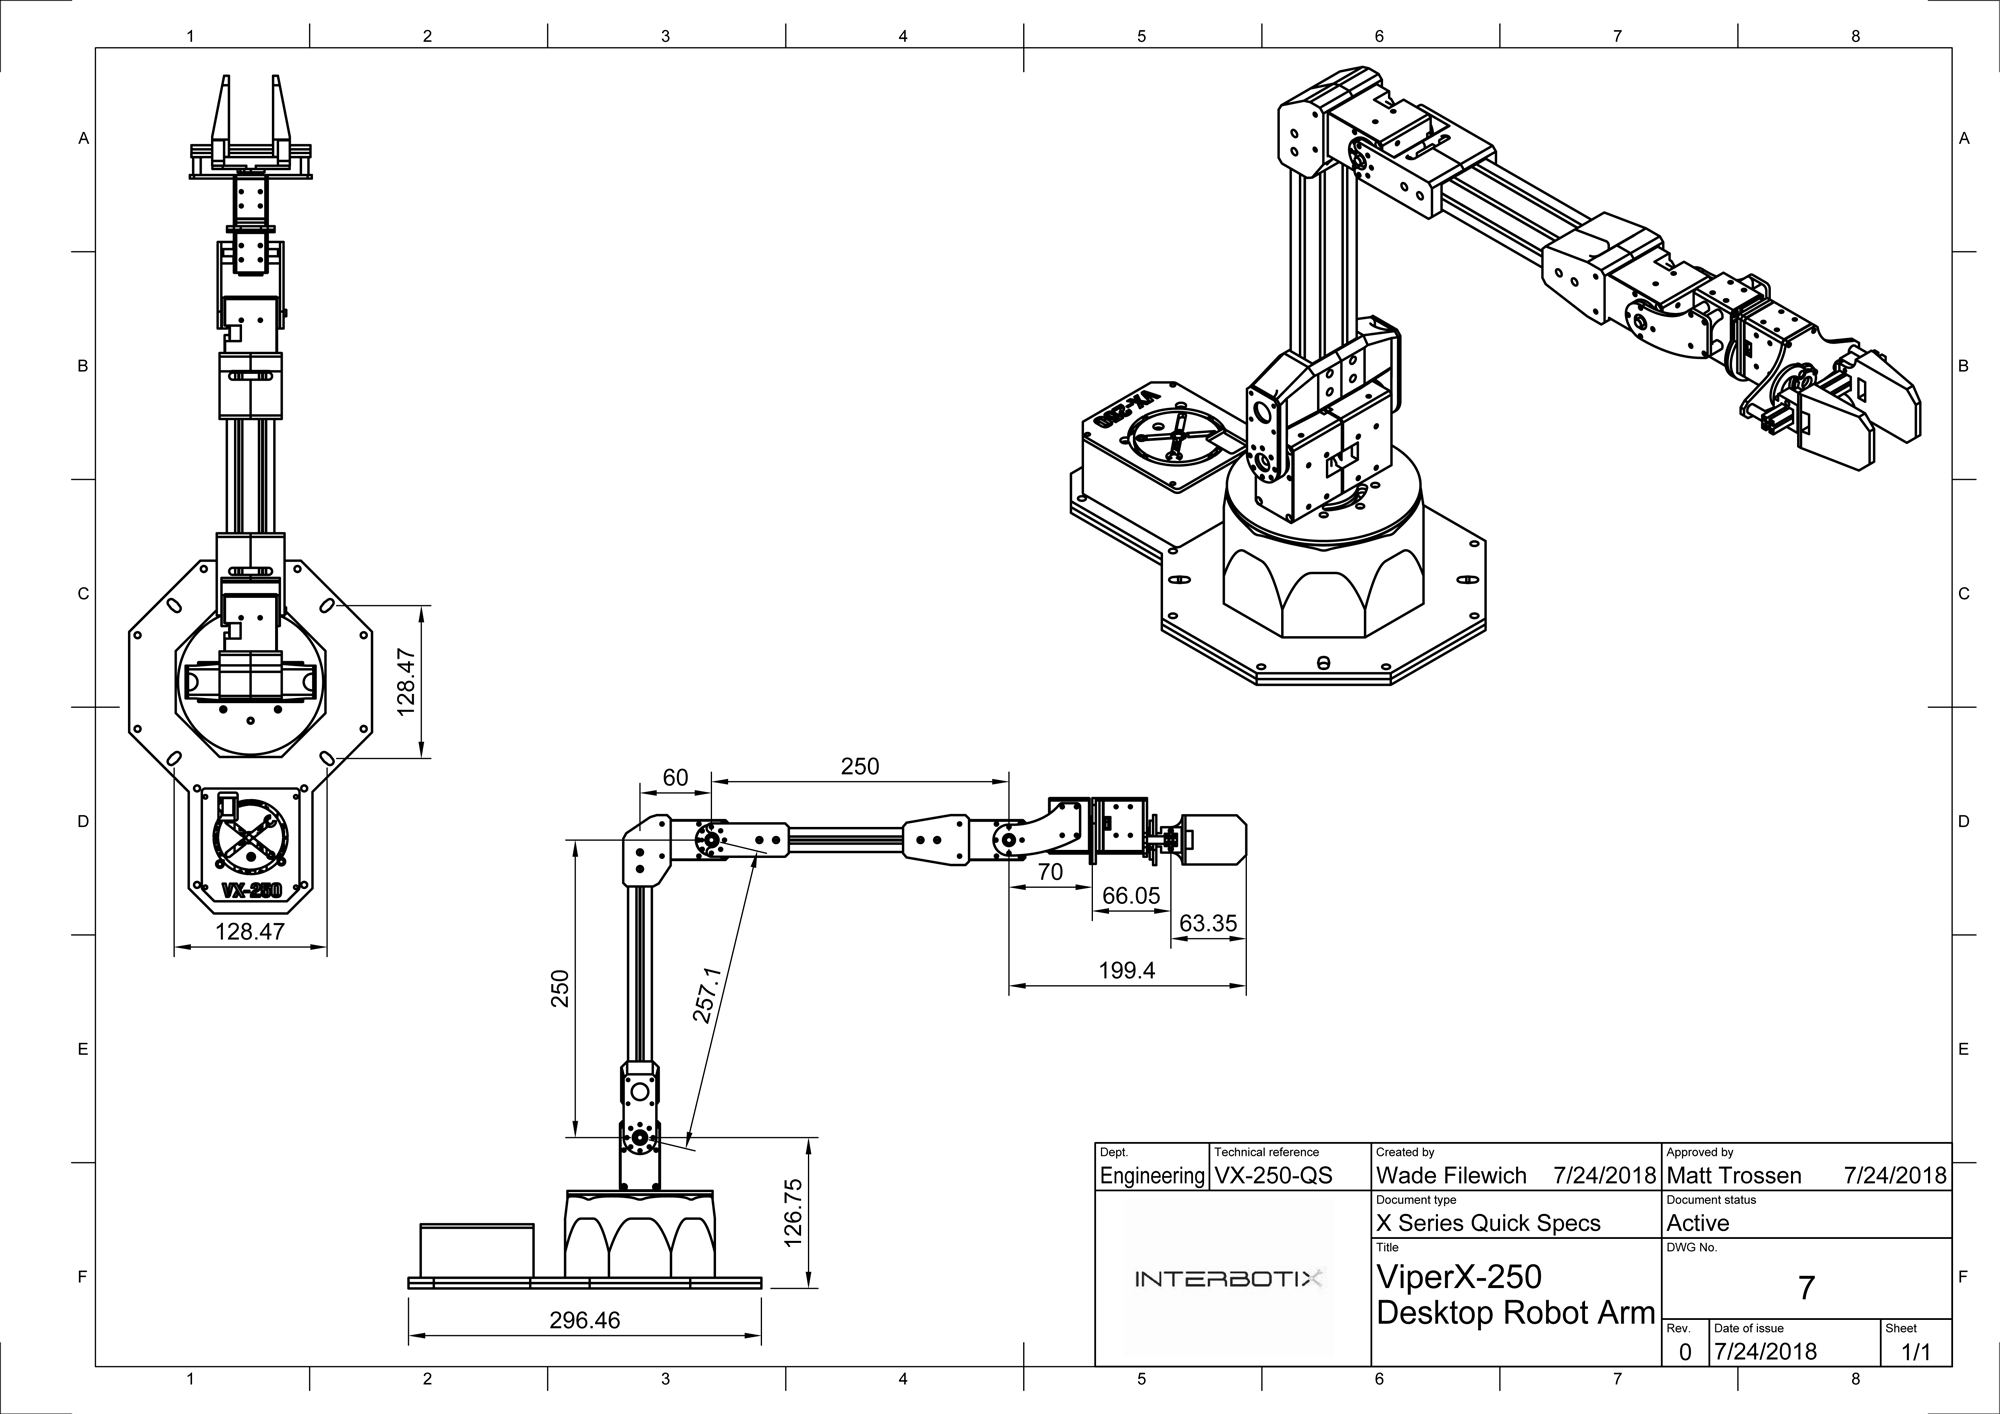 1 2 3 4 5 6 7 8
A A
B B
C C
D D
E E
F F
VX-250
128.47
VX-250
128.47
60
250
250
257.1
70
66.05
63.35
199.4
126.75
296.46
Dept.
Engineering
Technical reference
VX-250-QS
Created by
Wade Filewich 7/24/2018
Approved by
Matt Trossen 7/24/2018
Document type
X Series Quick Specs
Document status
Active
INTERBOTIX
Title
ViperX-250
Desktop Robot Arm
DWG No.
7
Rev.
0
Date of issue
7/24/2018
Sheet
1/1
1 2 3 4 5 6 7 8